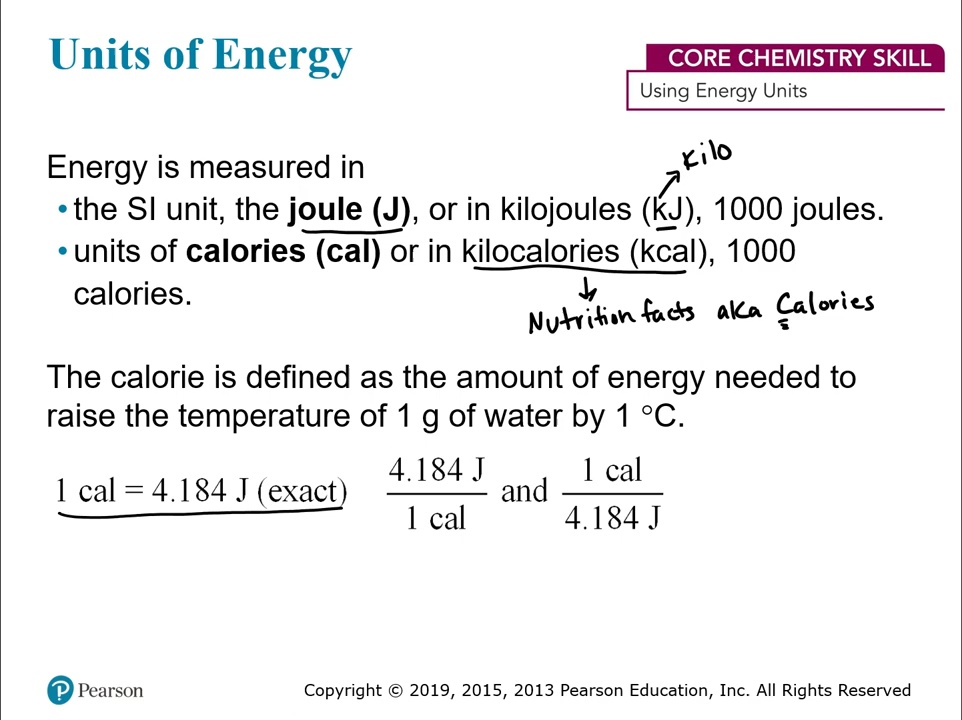 Units of Energy
CORE CHEMISTRY SKILL
Using Energy Units
Energy is measured in
Kilo
• the SI unit, the joule (J), or in kilojoules (kJ), 1000 joules.
• units of calories (cal) or in kilocalories (kcal), 1000
calories.
Nutrition facts aka Calories
The calorie is defined as the amount of energy needed to
raise the temperature of 1 g of water by 1 °C.
1 cal = 4.184 J (exact) 4.184 J / 1 cal and 1 cal / 4.184 J
Pearson
Copyright © 2019, 2015, 2013 Pearson Education, Inc. All Rights Reserved